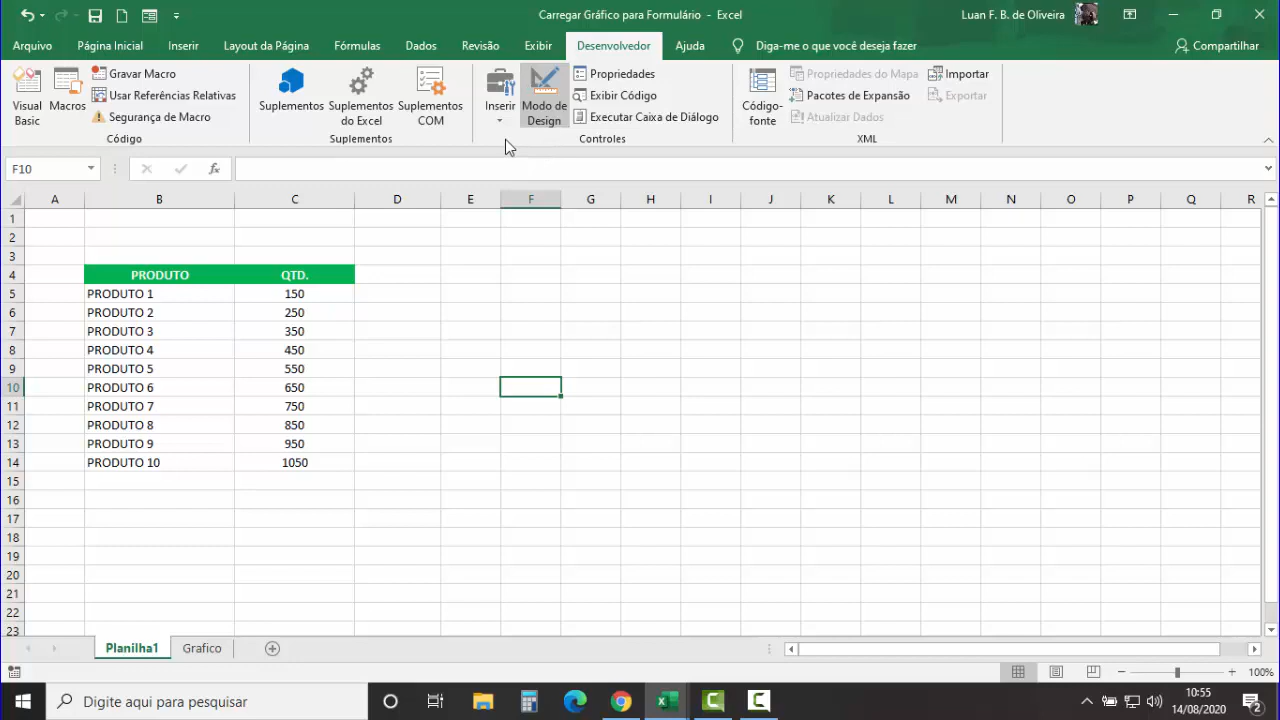 Carregar Gráfico para Formulário - Excel
Luan F. B. de Oliveira
Arquivo Página Inicial Inserir Layout da Página Fórmulas Dados Revisão Exibir Desenvolvedor Ajuda Diga-me o que você deseja fazer Compartilhar
Visual Basic
Macros
Gravar Macro
Usar Referências Relativas
Segurança de Macro
Código
Suplementos
Suplementos do Excel
Suplementos COM
Suplementos
Inserir
Modo de Design
Propriedades
Exibir Código
Executar Caixa de Diálogo
Controles
Código-fonte
Propriedades do Mapa
Pacotes de Expansão
Atualizar Dados
Importar
Exportar
XML
F10
fx
A B C D E F G H I J K L M N O P Q R
1
2
3
4 PRODUTO QTD.
5 PRODUTO 1 150
6 PRODUTO 2 250
7 PRODUTO 3 350
8 PRODUTO 4 450
9 PRODUTO 5 550
10 PRODUTO 6 650
11 PRODUTO 7 750
12 PRODUTO 8 850
13 PRODUTO 9 950
14 PRODUTO 10 1050
15
16
17
18
19
20
21
22
23
Planilha1 Grafico
100%
Digite aqui para pesquisar
10:55
14/08/2020
2